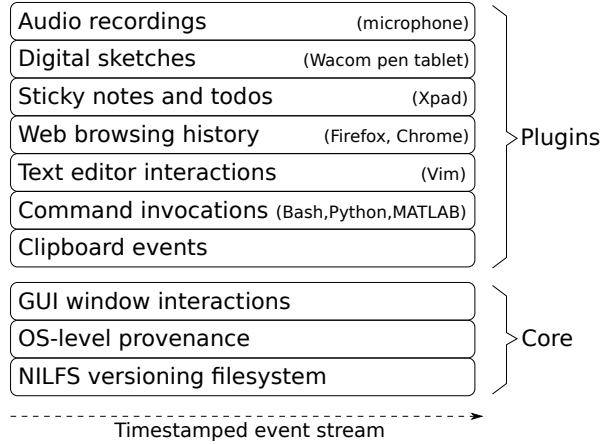 Audio recordings (microphone)
Digital sketches (Wacom pen tablet)
Sticky notes and todos (Xpad)
Web browsing history (Firefox, Chrome)
Text editor interactions (Vim)
Command invocations (Bash,Python,MATLAB)
Clipboard events
Plugins
GUI window interactions
OS-level provenance
NILFS versioning filesystem
Core
Timestamped event stream